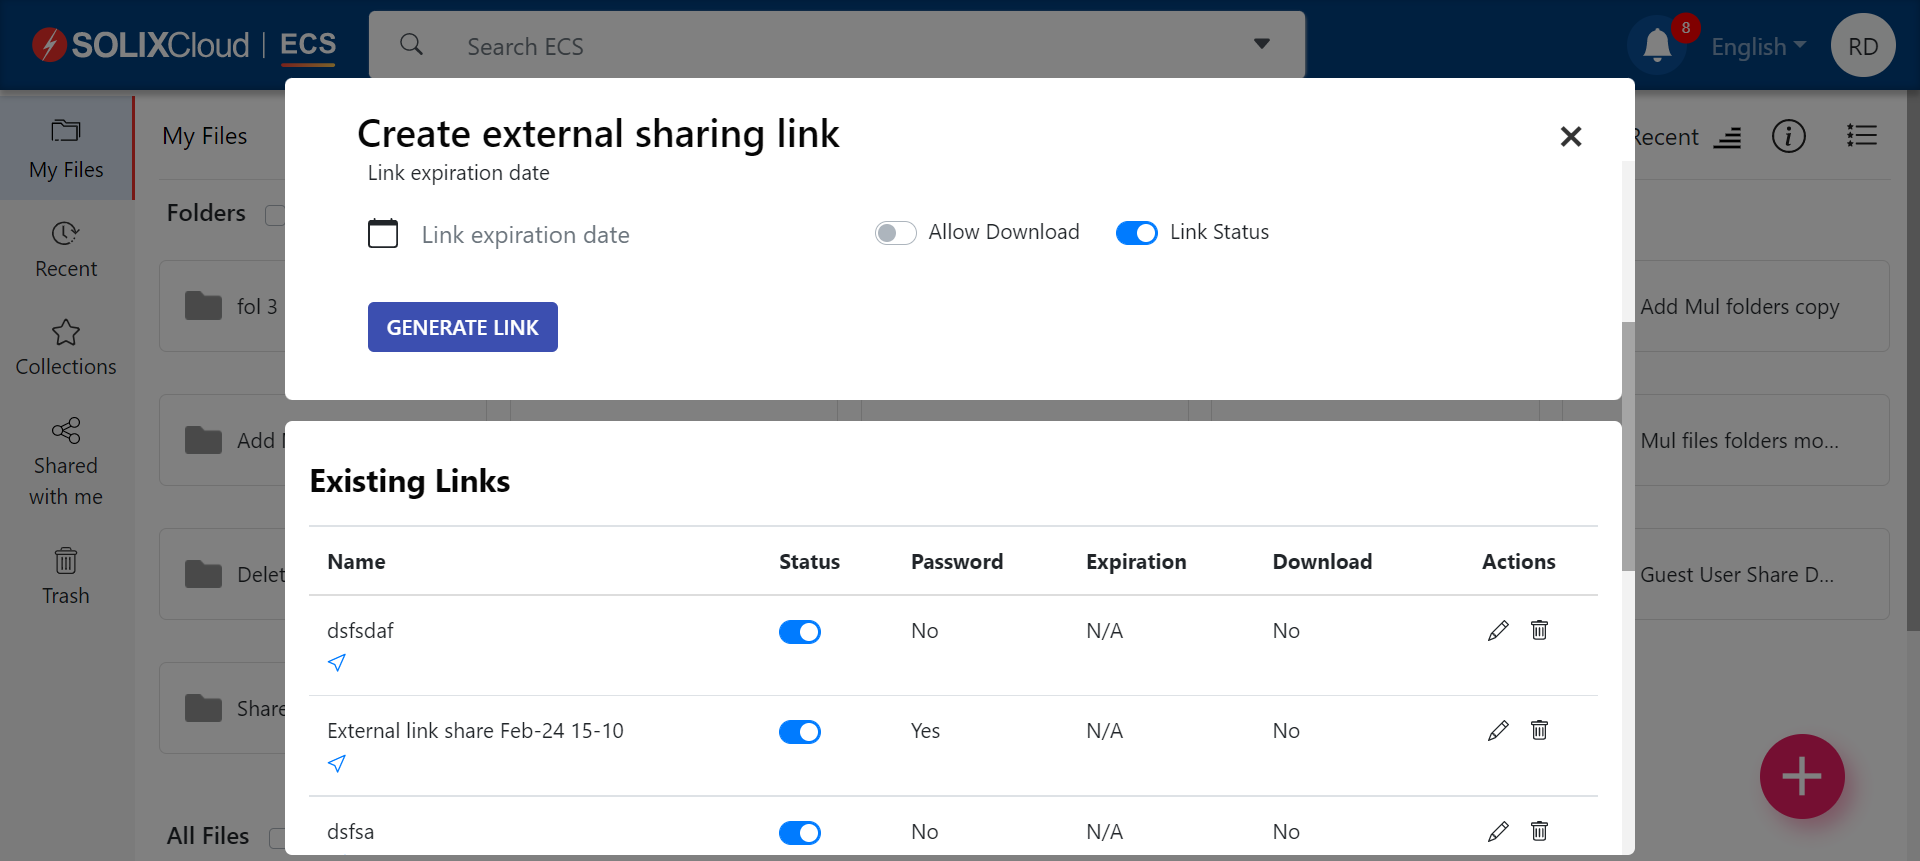 SOLIXCloud | ECS
Search ECS
8
English
RD
My Files
Recent
Collections
Shared
with me
Trash
My Files
Recent
Folders
fol 3
Add Mul folders copy
Add
Mul files folders mo...
Delet
Guest User Share D...
Share
All Files
Create external sharing link
Link expiration date
Link expiration date
Allow Download
Link Status
GENERATE LINK
Existing Links
Name Status Password Expiration Download Actions
dsfsdaf No N/A No
External link share Feb-24 15-10 Yes N/A No
dsfsa No N/A No